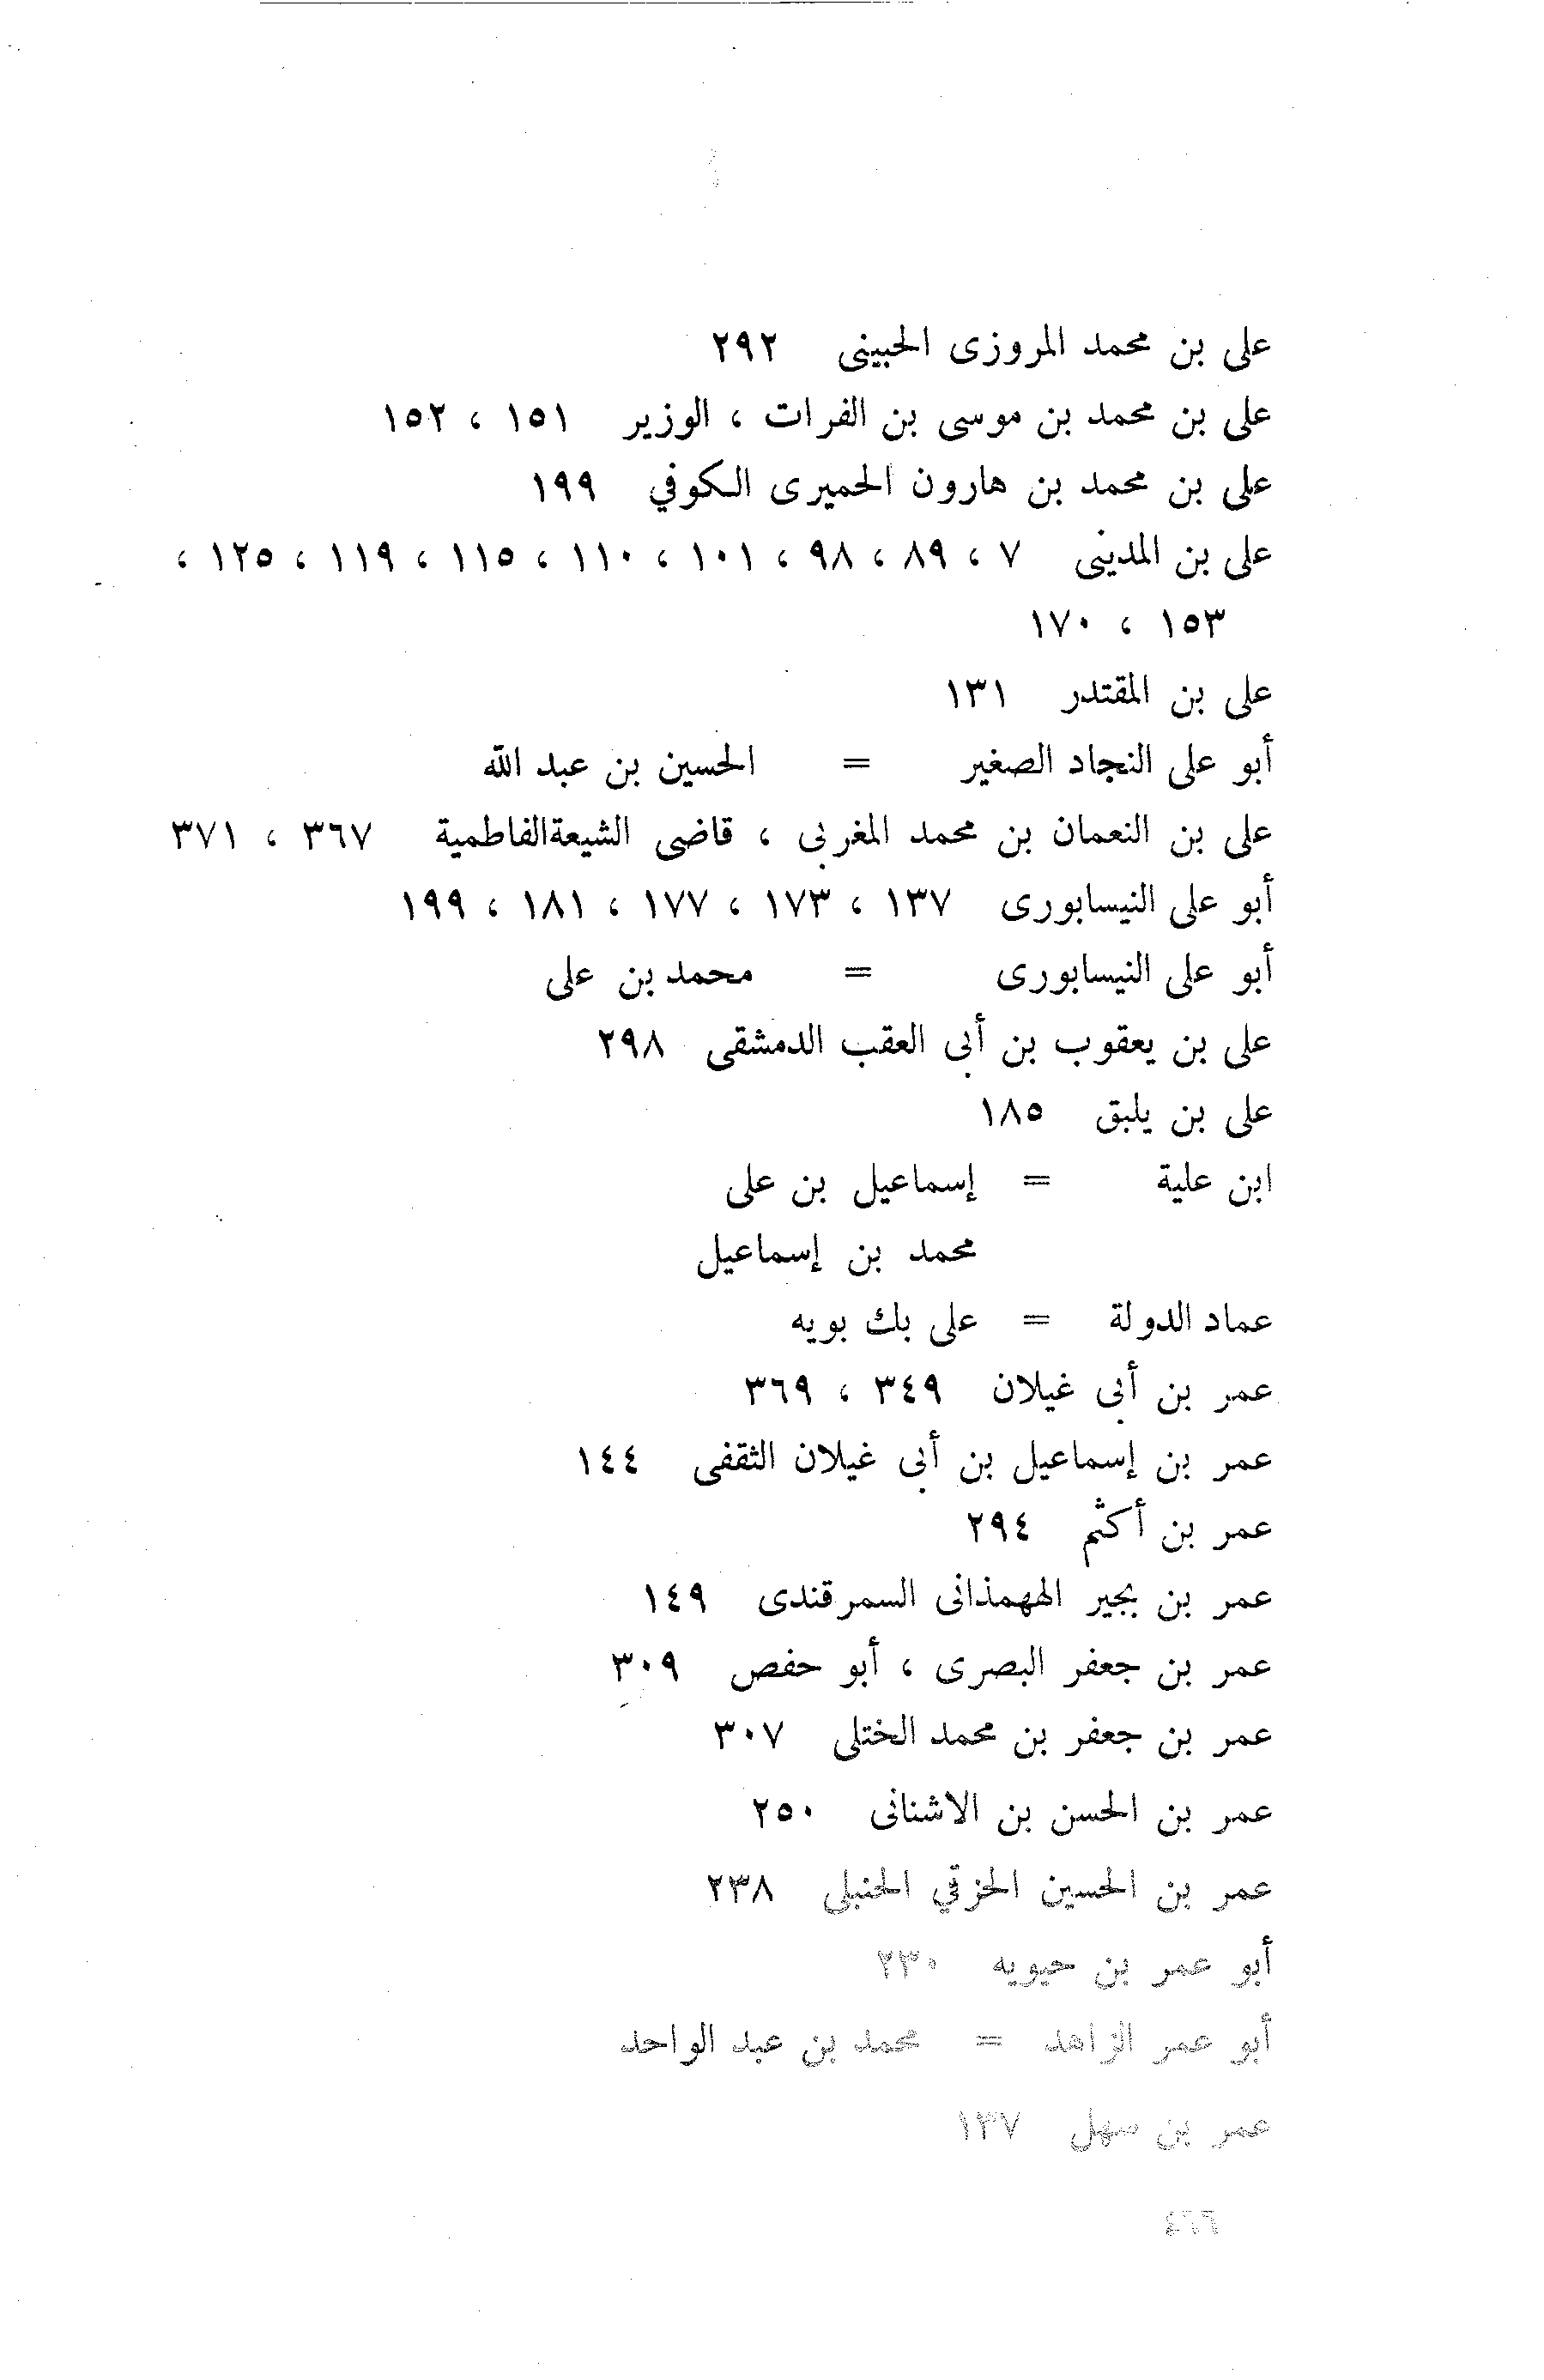 على بن محمد المروزى الحبينى ٢٩٢
على بن محمد بن موسى بن الفرات ، الوزير ١٥١ ، ١٥٢
على بن محمد بن هارون الحميرى الكوفي ١٩٩
على بن المدينى ٧ ، ٨٩ ، ٩٨ ، ١٠١ ، ١١٠ ، ١١٥ ، ١١٩ ، ١٢٥ ،
١٥٣ ، ١٧٠
على بن المقتدر ١٣١
أبو على النجاد الصغير = الحسين بن عبد الله
على بن النعمان بن محمد المغربى ، قاضى الشيعةالفاطمية ٣٦٧ ، ٣٧١
أبو على النيسابورى ١٣٧ ، ١٧٣ ، ١٧٧ ، ١٨١ ، ١٩٩
أبو على النيسابورى = محمد بن على
على بن يعقوب بن أبى العقب الدمشقى ٢٩٨
على بن يلبق ١٨٥
ابن علية = إسماعيل بن على
محمد بن إسماعيل
عماد الدولة = على بك بويه
عمر بن أبى غيلان ٣٤٩ ، ٣٦٩
عمر بن إسماعيل بن أبى غيلان الثقفى ١٤٤
عمر بن أكثم ٢٩٤
عمر بن بجير الهمذانى السمرقندى ١٤٩
عمر بن جعفر البصرى ، أبو حفص ٣٠٩
عمر بن جعفر بن محمد الختلى ٣٠٧
عمر بن الحسن بن الاشنانى ٢٥٠
عمر بن الحسين الخرقي الحنبلى ٢٣٨
أبو عمر بن حيويه ٢٣٠
أبو عمر الزاهد = محمد بن عبد الواحد
عمر بن سهل ١٣٧
٤٦٦